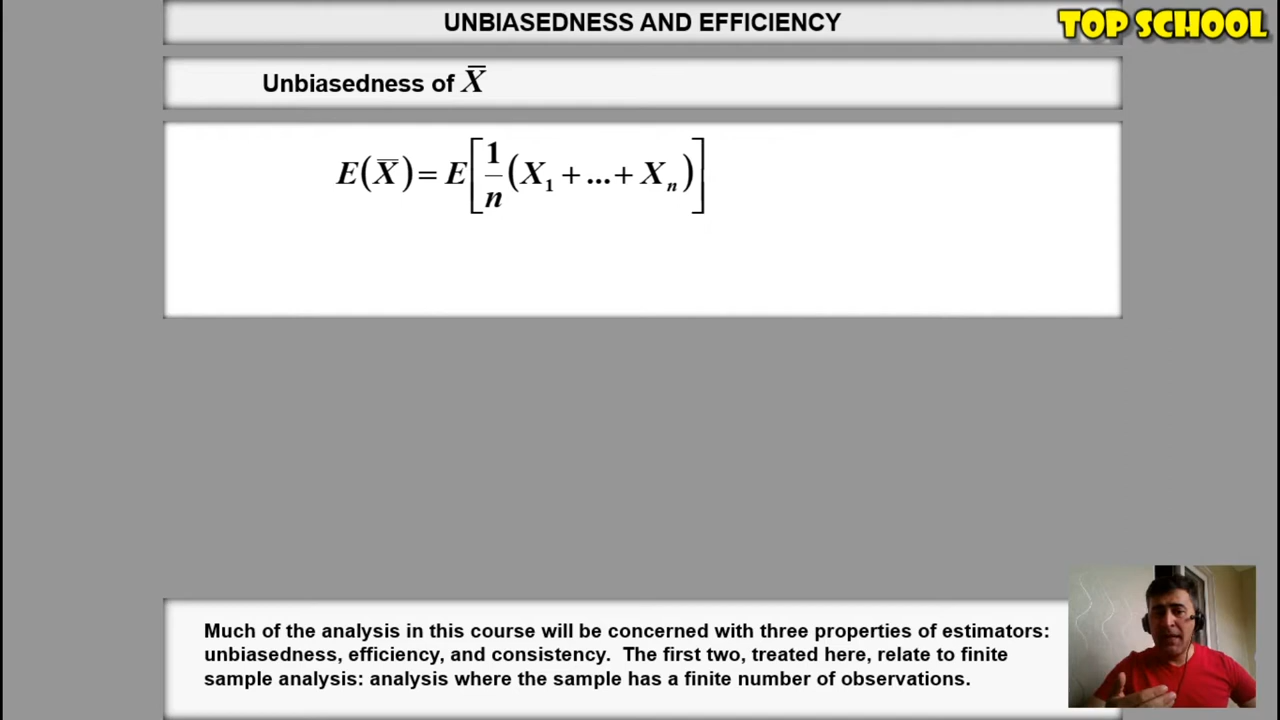 UNBIASEDNESS AND EFFICIENCY
TOP SCHOOL
Unbiasedness of X̄
E(X̄) = E[1/n (X₁ + ... + Xₙ)]
Much of the analysis in this course will be concerned with three properties of estimators:
unbiasedness, efficiency, and consistency.  The first two, treated here, relate to finite
sample analysis: analysis where the sample has a finite number of observations.